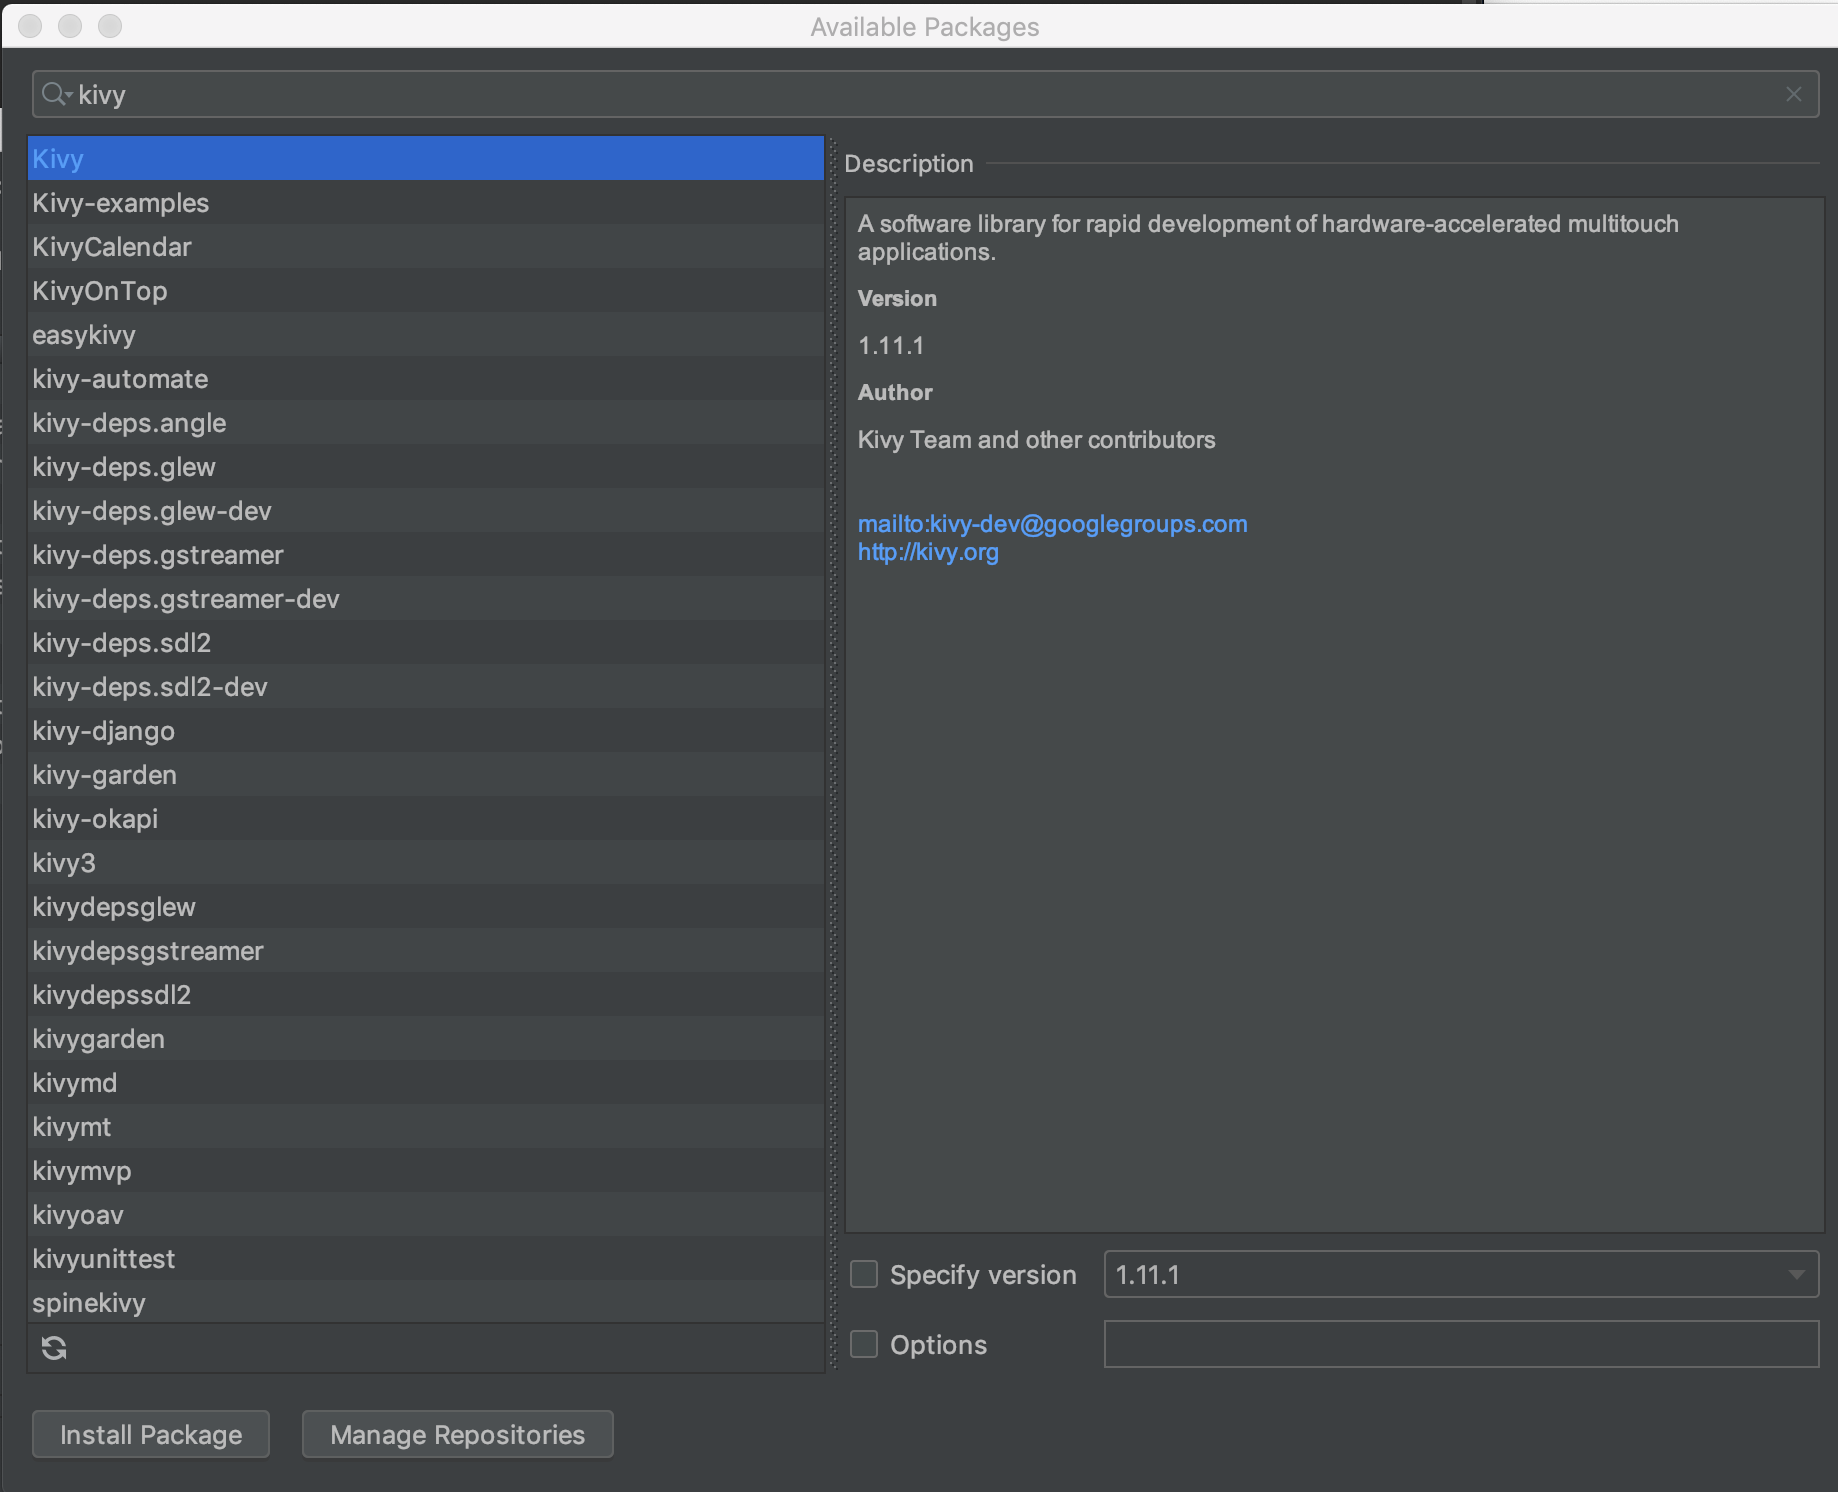 Available Packages
kivy
Kivy
Kivy-examples
KivyCalendar
KivyOnTop
easykivy
kivy-automate
kivy-deps.angle
kivy-deps.glew
kivy-deps.glew-dev
kivy-deps.gstreamer
kivy-deps.gstreamer-dev
kivy-deps.sdl2
kivy-deps.sdl2-dev
kivy-django
kivy-garden
kivy-okapi
kivy3
kivydepsglew
kivydepsgstreamer
kivydepssdl2
kivygarden
kivymd
kivymt
kivymvp
kivyoav
kivyunittest
spinekivy
Description
A software library for rapid development of hardware-accelerated multitouch
applications.
Version
1.11.1
Author
Kivy Team and other contributors
mailto:kivy-dev@googlegroups.com
http://kivy.org
Specify version
1.11.1
Options
Install Package
Manage Repositories